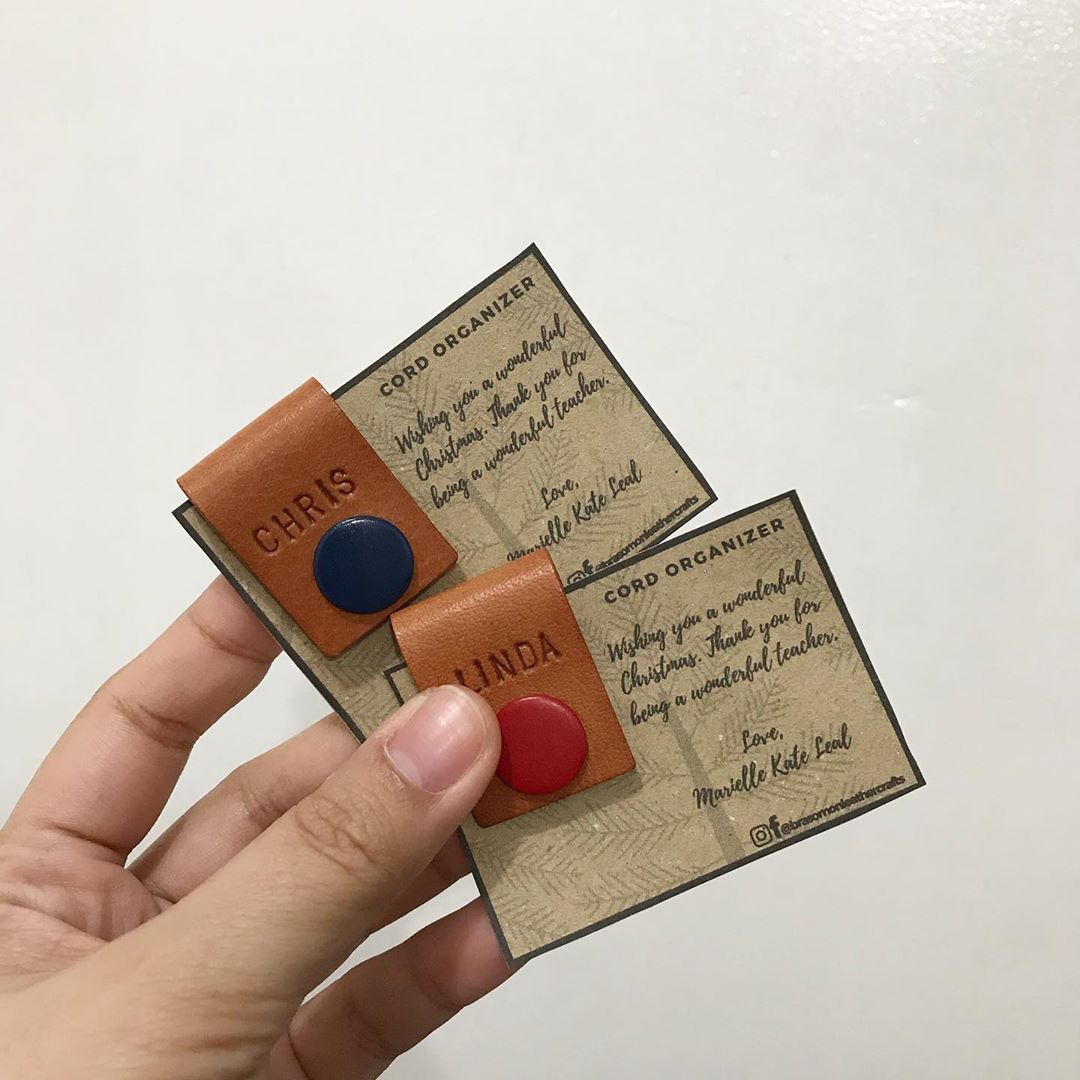 CHRIS
CORD ORGANIZER
Wishing you a wonderful
Christmas. Thank you for
being a wonderful teacher.
Love,
Marielle Kate Leal
@brasomonleathercrafts
LINDA
CORD ORGANIZER
Wishing you a wonderful
Christmas. Thank you for
being a wonderful teacher.
Love,
Marielle Kate Leal
@brasomonleathercrafts